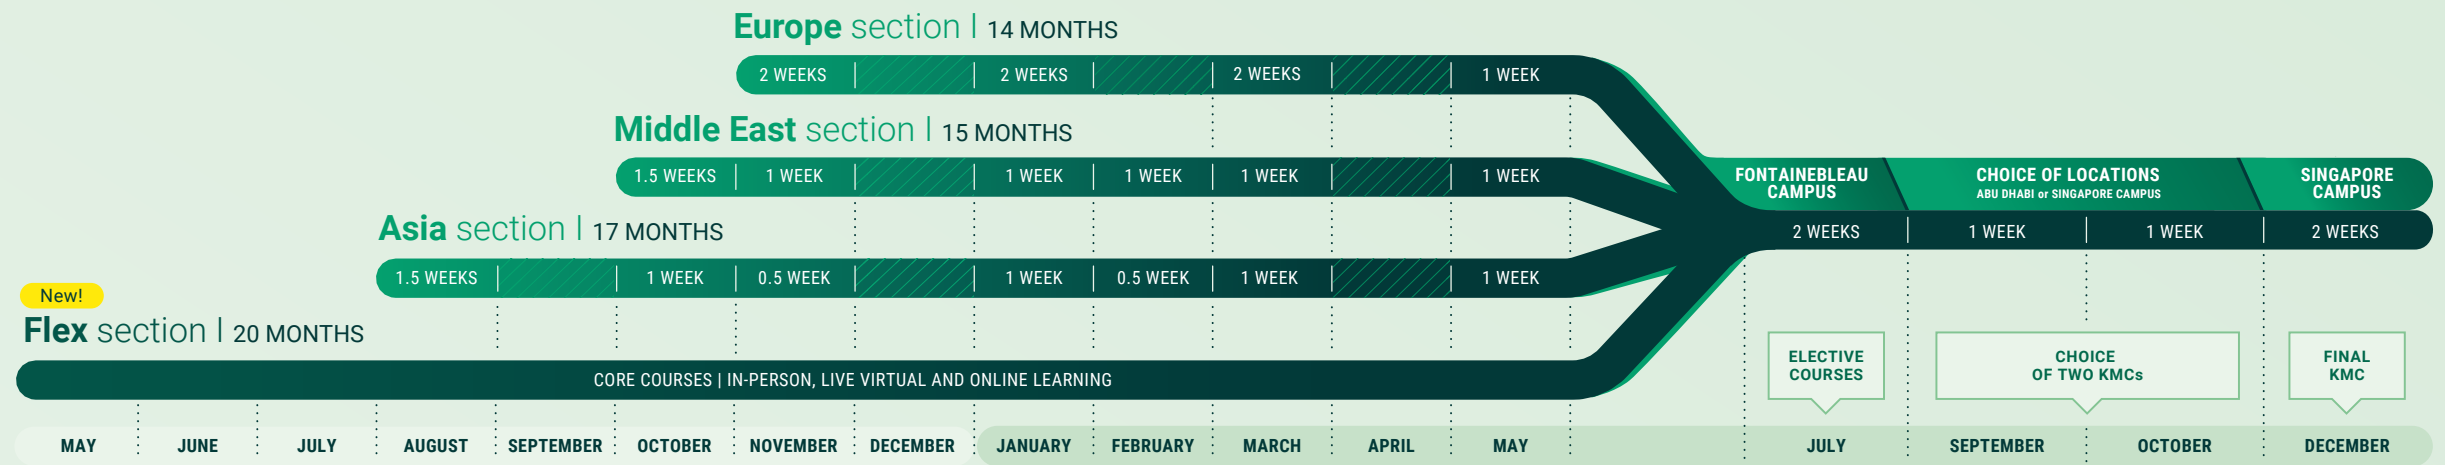 Europe section | 14 MONTHS
2 WEEKS 2 WEEKS 2 WEEKS 1 WEEK
Middle East section | 15 MONTHS
1.5 WEEKS 1 WEEK 1 WEEK 1 WEEK 1 WEEK 1 WEEK
Asia section | 17 MONTHS
1.5 WEEKS 1 WEEK 0.5 WEEK 1 WEEK 0.5 WEEK 1 WEEK 1 WEEK
New!
Flex section | 20 MONTHS
CORE COURSES | IN-PERSON, LIVE VIRTUAL AND ONLINE LEARNING
FONTAINEBLEAU
CAMPUS
CHOICE OF LOCATIONS
ABU DHABI or SINGAPORE CAMPUS
SINGAPORE
CAMPUS
2 WEEKS 1 WEEK 1 WEEK 2 WEEKS
ELECTIVE
COURSES
CHOICE
OF TWO KMCs
FINAL
KMC
MAY JUNE JULY AUGUST SEPTEMBER OCTOBER NOVEMBER DECEMBER JANUARY FEBRUARY MARCH APRIL MAY JULY SEPTEMBER OCTOBER DECEMBER